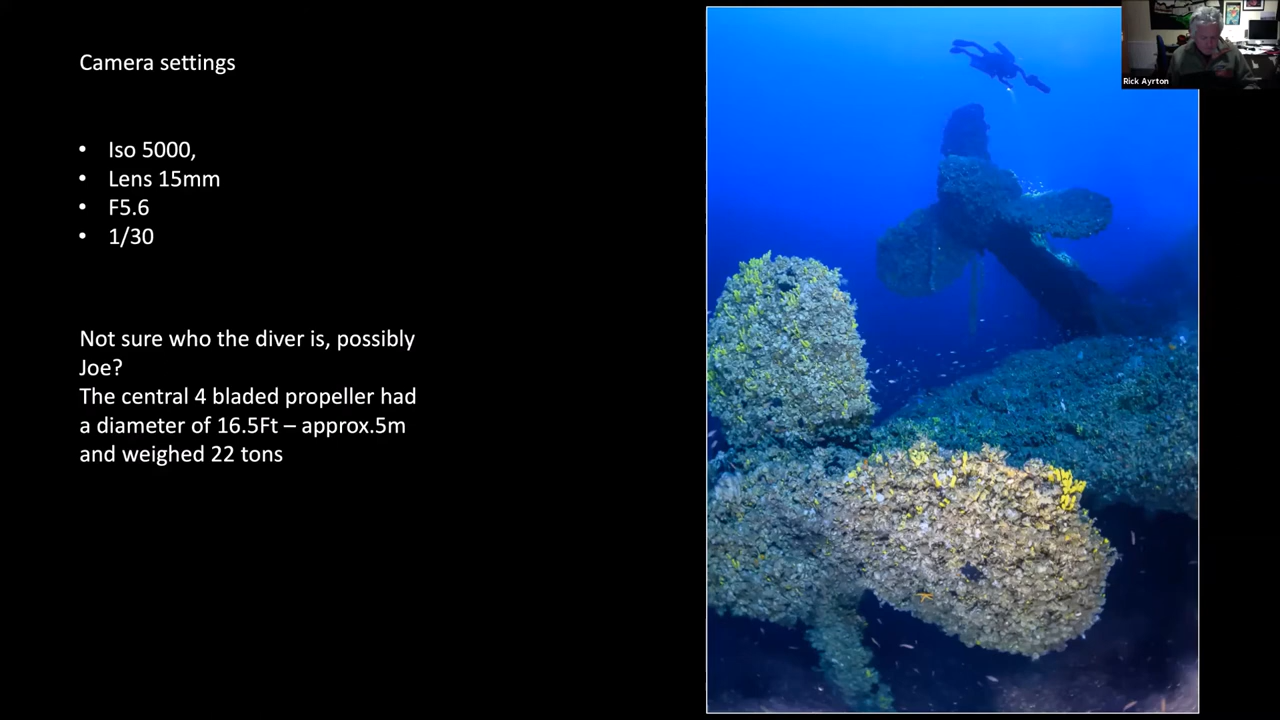 Camera settings
• Iso 5000,
• Lens 15mm
• F5.6
• 1/30
Not sure who the diver is, possibly
Joe?
The central 4 bladed propeller had
a diameter of 16.5Ft – approx.5m
and weighed 22 tons
Rick Ayrton